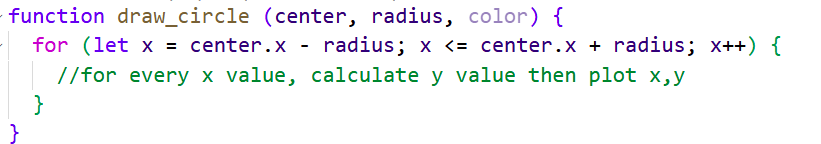 function draw_circle (center, radius, color) {
for (let x = center.x - radius; x <= center.x + radius; x++) {
//for every x value, calculate y value then plot x,y
}
}